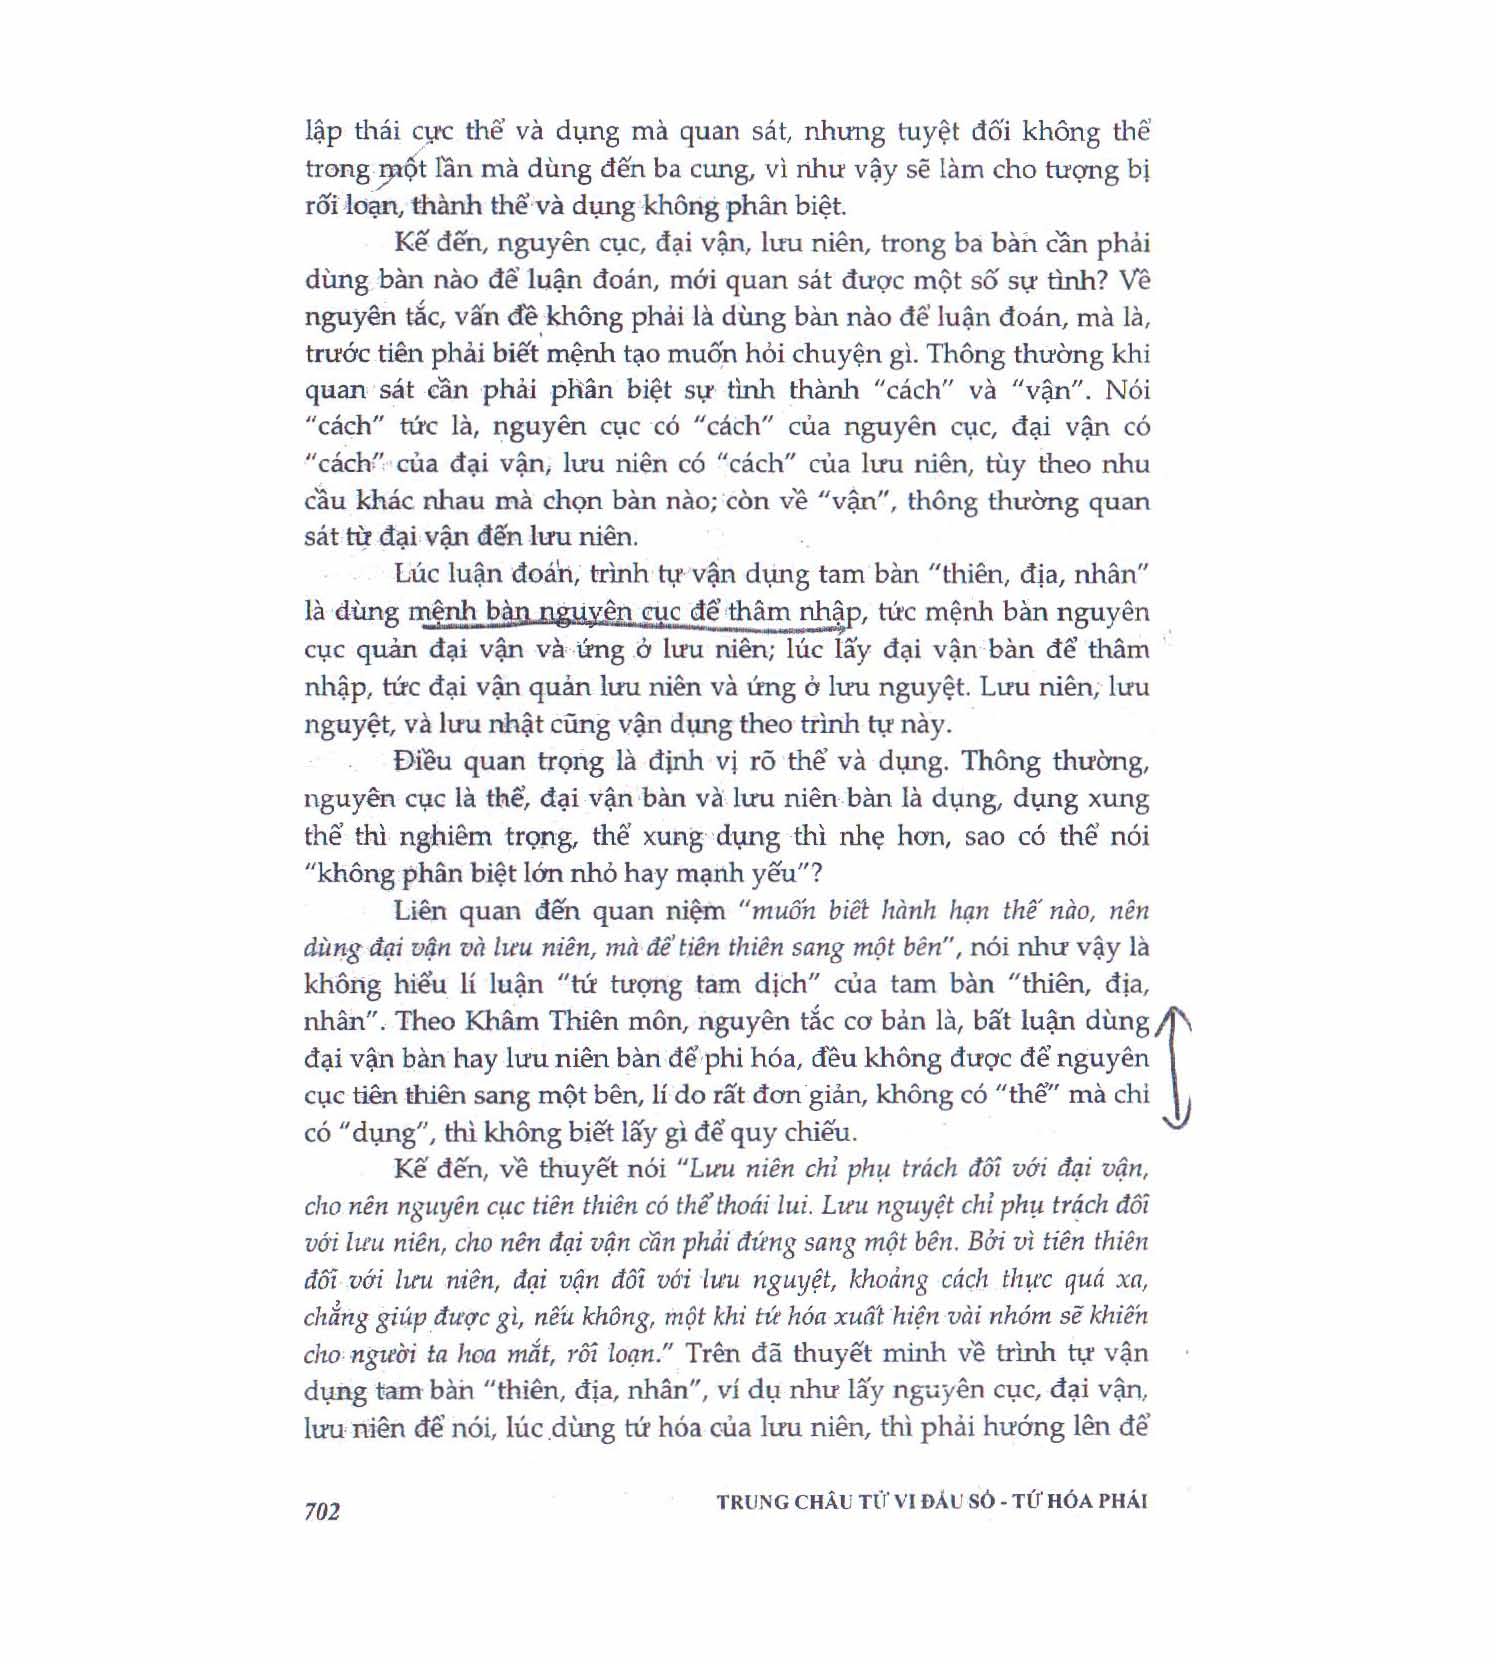 lập thái cực thể và dụng mà quan sát, nhưng tuyệt đối không thể
trong một lần mà dùng đến ba cung, vì như vậy sẽ làm cho tượng bị
rối loạn, thành thể và dụng không phân biệt.
Kế đến, nguyên cục, đại vận, lưu niên, trong ba bàn cần phải
dùng bàn nào để luận đoán, mới quan sát được một số sự tình? Về
nguyên tắc, vấn đề không phải là dùng bàn nào để luận đoán, mà là,
trước tiên phải biết mệnh tạo muốn hỏi chuyện gì. Thông thường khi
quan sát cần phải phân biệt sự tình thành "cách" và "vận". Nói
"cách" tức là, nguyên cục có "cách" của nguyên cục, đại vận có
"cách" của đại vận, lưu niên có "cách" của lưu niên, tùy theo nhu
cầu khác nhau mà chọn bàn nào; còn về "vận", thông thường quan
sát từ đại vận đến lưu niên.
Lúc luận đoán, trình tự vận dụng tam bàn "thiên, địa, nhân"
là dùng mệnh bàn nguyên cục để thâm nhập, tức mệnh bàn nguyên
cục quản đại vận và ứng ở lưu niên; lúc lấy đại vận bàn để thâm
nhập, tức đại vận quản lưu niên và ứng ở lưu nguyệt. Lưu niên, lưu
nguyệt, và lưu nhật cũng vận dụng theo trình tự này.
Điều quan trọng là định vị rõ thể và dụng. Thông thường,
nguyên cục là thể, đại vận bàn và lưu niên bàn là dụng, dụng xung
thể thì nghiêm trọng, thể xung dụng thì nhẹ hơn, sao có thể nói
"không phân biệt lớn nhỏ hay mạnh yếu"?
Liên quan đến quan niệm "muốn biết hành hạn thế nào, nên
dùng đại vận và lưu niên, mà để tiên thiên sang một bên", nói như vậy là
không hiểu lí luận "tứ tượng tam dịch" của tam bàn "thiên, địa,
nhân". Theo Khâm Thiên môn, nguyên tắc cơ bản là, bất luận dùng
đại vận bàn hay lưu niên bàn để phi hóa, đều không được để nguyên
cục tiên thiên sang một bên, lí do rất đơn giản, không có "thể" mà chỉ
có "dụng", thì không biết lấy gì để quy chiếu.
Kế đến, về thuyết nói "Lưu niên chỉ phụ trách đối với đại vận,
cho nên nguyên cục tiên thiên có thể thoái lui. Lưu nguyệt chỉ phụ trách đối
với lưu niên, cho nên đại vận cần phải đứng sang một bên. Bởi vì tiên thiên
đối với lưu niên, đại vận đối với lưu nguyệt, khoảng cách thực quá xa,
chẳng giúp được gì, nếu không, một khi tứ hóa xuất hiện vài nhóm sẽ khiến
cho người ta hoa mắt, rối loạn." Trên đã thuyết minh về trình tự vận
dụng tam bàn "thiên, địa, nhân", ví dụ như lấy nguyên cục, đại vận,
lưu niên để nói, lúc dùng tứ hóa của lưu niên, thì phải hướng lên để
702
TRUNG CHÂU TỬ VI ĐẨU SỐ - TỨ HÓA PHÁI